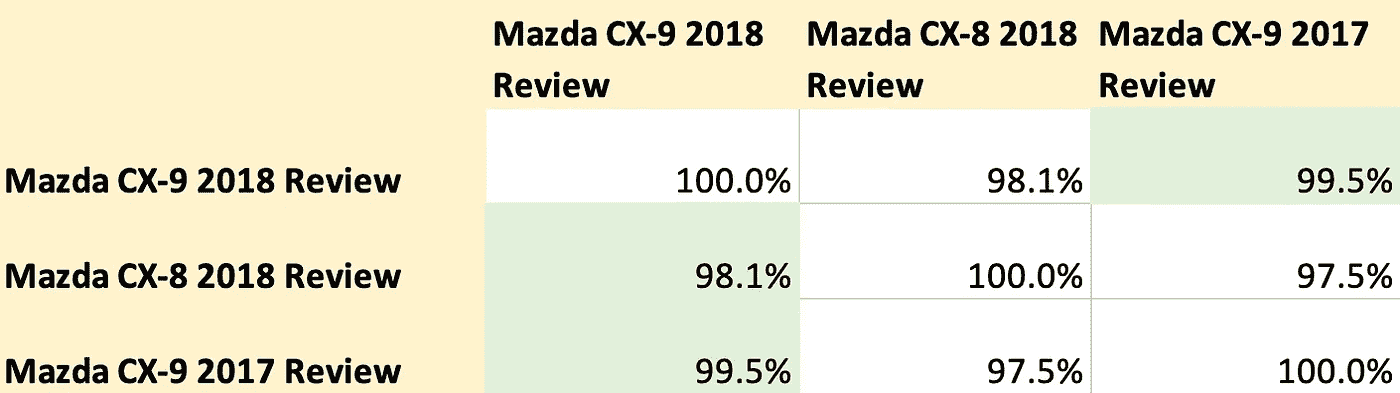 Mazda CX-9 2018 Mazda CX-8 2018 Mazda CX-9 2017
Review Review Review
Mazda CX-9 2018 Review 100.0% 98.1% 99.5%
Mazda CX-8 2018 Review 98.1% 100.0% 97.5%
Mazda CX-9 2017 Review 99.5% 97.5% 100.0%